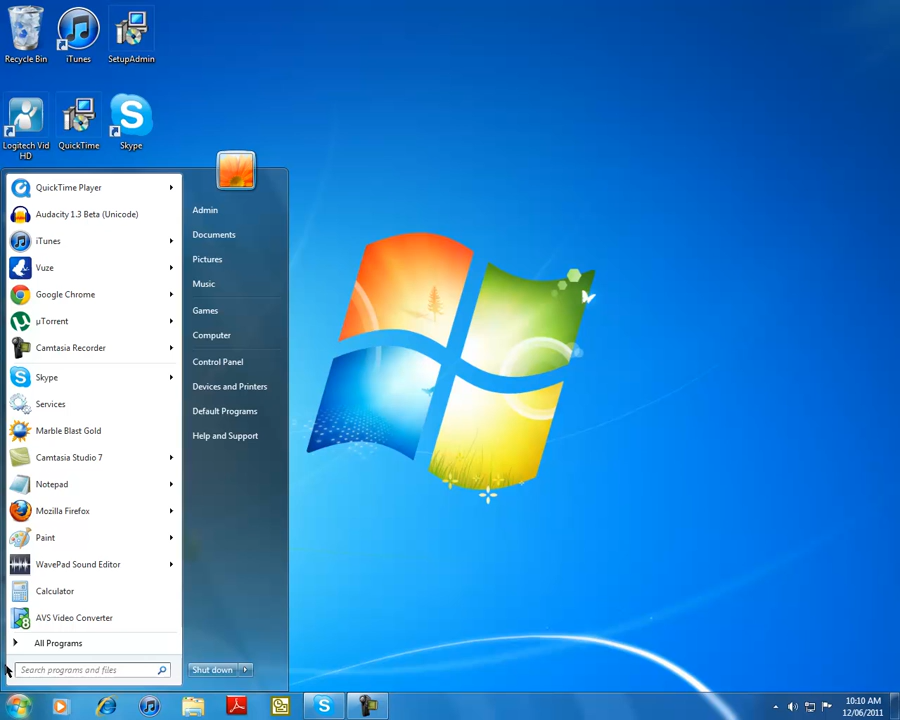 Recycle Bin
iTunes
SetupAdmin
Logitech Vid HD
QuickTime
Skype
QuickTime Player
Audacity 1.3 Beta (Unicode)
iTunes
Vuze
Google Chrome
µTorrent
Camtasia Recorder
Skype
Services
Marble Blast Gold
Camtasia Studio 7
Notepad
Mozilla Firefox
Paint
WavePad Sound Editor
Calculator
AVS Video Converter
All Programs
Search programs and files
Admin
Documents
Pictures
Music
Games
Computer
Control Panel
Devices and Printers
Default Programs
Help and Support
Shut down
10:10 AM
12/06/2011